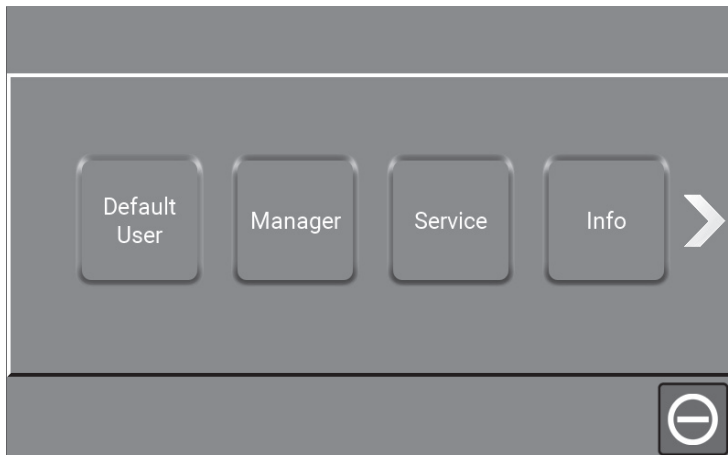 Default
User
Manager
Service
Info